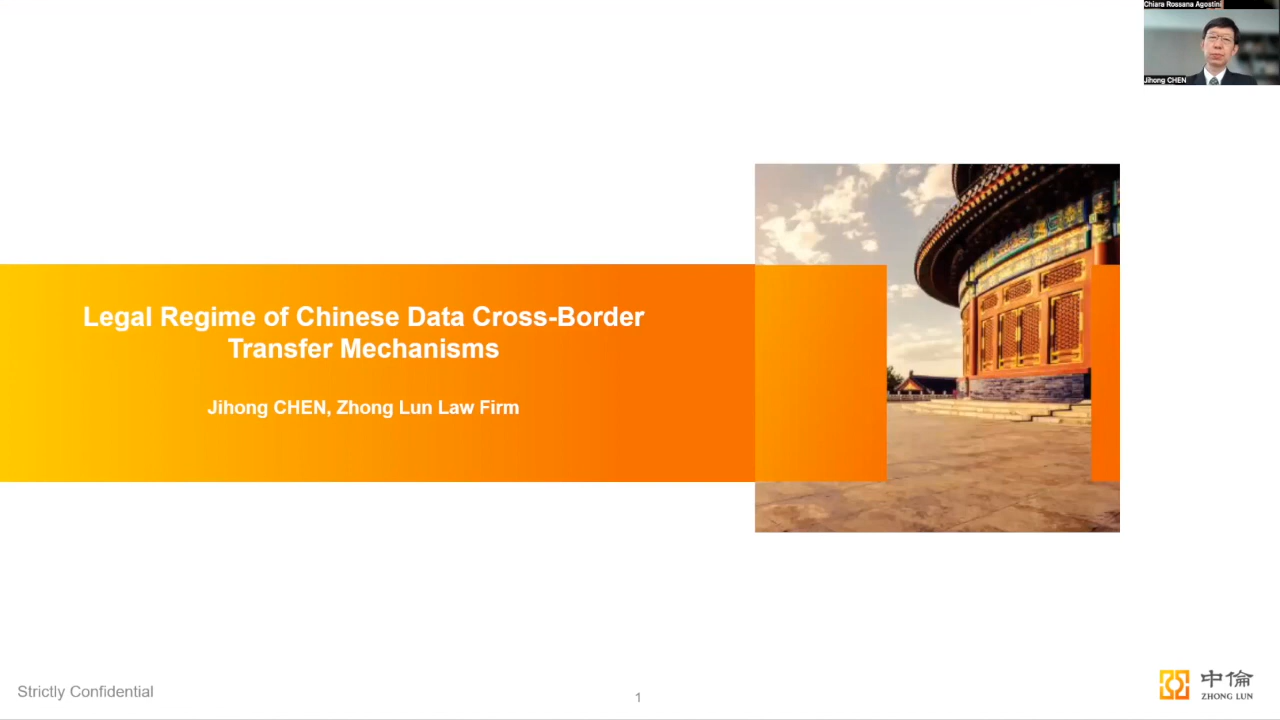 Chiara Rossana Agostini
Jihong CHEN
Legal Regime of Chinese Data Cross-Border
Transfer Mechanisms
Jihong CHEN, Zhong Lun Law Firm
Strictly Confidential
1
中倫
ZHONG LUN